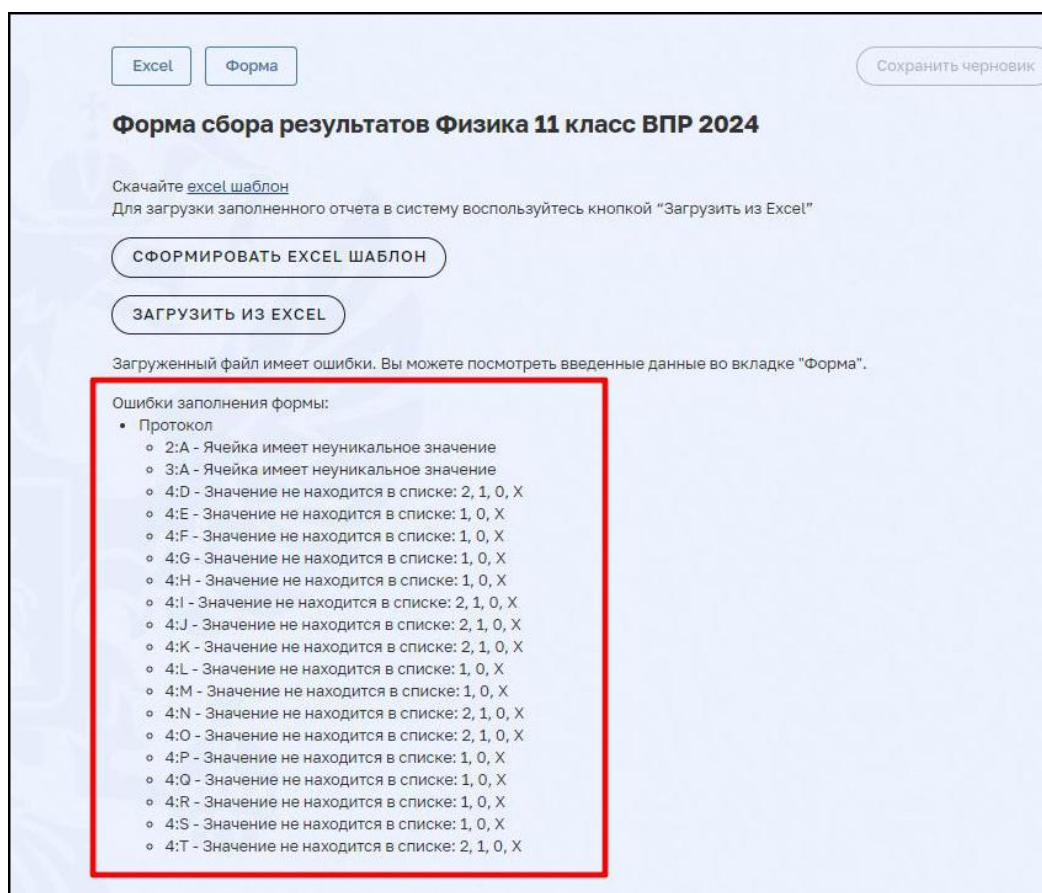 Excel Форма Сохранить черновик
Форма сбора результатов Физика 11 класс ВПР 2024
Скачайте excel шаблон
Для загрузки заполненного отчета в систему воспользуйтесь кнопкой “Загрузить из Excel”
СФОРМИРОВАТЬ EXCEL ШАБЛОН
ЗАГРУЗИТЬ ИЗ EXCEL
Загруженный файл имеет ошибки. Вы можете посмотреть введенные данные во вкладке "Форма".
Ошибки заполнения формы:
• Протокол
◦ 2:A - Ячейка имеет неуникальное значение
◦ 3:A - Ячейка имеет неуникальное значение
◦ 4:D - Значение не находится в списке: 2, 1, 0, X
◦ 4:E - Значение не находится в списке: 1, 0, X
◦ 4:F - Значение не находится в списке: 1, 0, X
◦ 4:G - Значение не находится в списке: 1, 0, X
◦ 4:H - Значение не находится в списке: 1, 0, X
◦ 4:I - Значение не находится в списке: 2, 1, 0, X
◦ 4:J - Значение не находится в списке: 2, 1, 0, X
◦ 4:K - Значение не находится в списке: 2, 1, 0, X
◦ 4:L - Значение не находится в списке: 1, 0, X
◦ 4:M - Значение не находится в списке: 1, 0, X
◦ 4:N - Значение не находится в списке: 2, 1, 0, X
◦ 4:O - Значение не находится в списке: 2, 1, 0, X
◦ 4:P - Значение не находится в списке: 1, 0, X
◦ 4:Q - Значение не находится в списке: 1, 0, X
◦ 4:R - Значение не находится в списке: 1, 0, X
◦ 4:S - Значение не находится в списке: 1, 0, X
◦ 4:T - Значение не находится в списке: 2, 1, 0, X